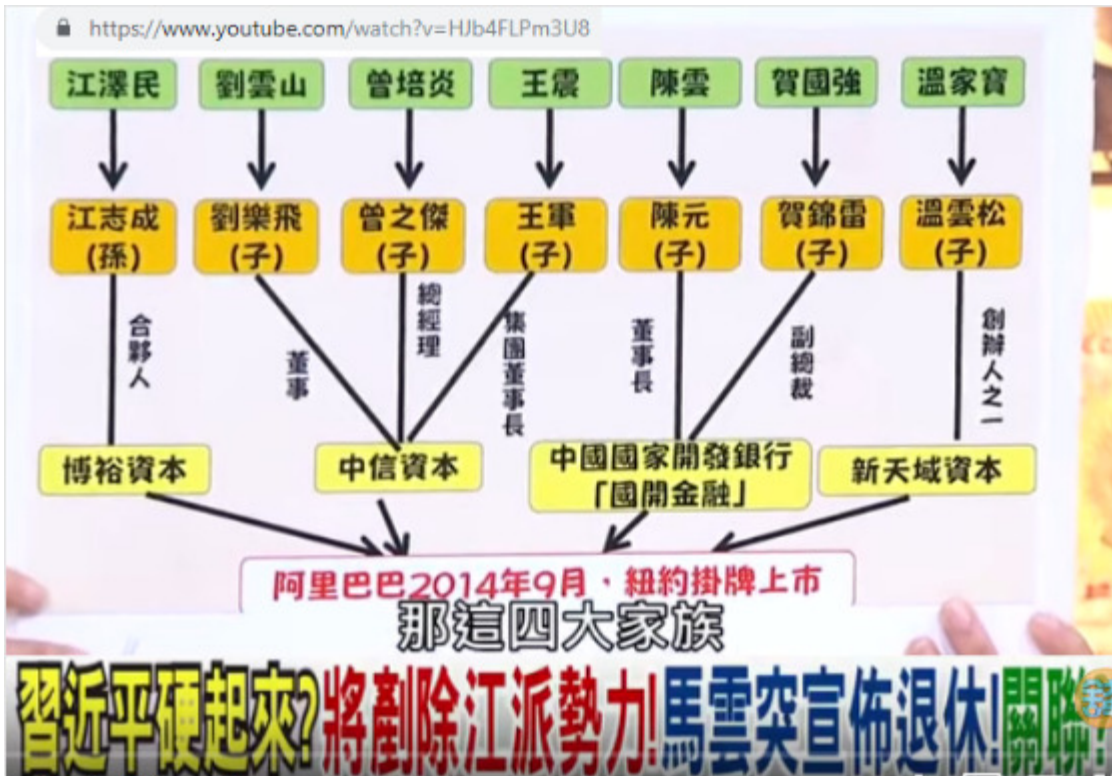 https://www.youtube.com/watch?v=HJb4FLPm3U8
江澤民
劉雲山
曾培炎
王震
陳雲
賀國強
溫家寶
江志成
(孫)
劉樂飛
(子)
曾之傑
(子)
王軍
(子)
陳元
(子)
賀錦雷
(子)
溫雲松
(子)
合夥人
董事
總經理
集團董事長
董事長
副總裁
創辦人之一
博裕資本
中信資本
中國國家開發銀行
「國開金融」
新天域資本
阿里巴巴2014年9月,紐約掛牌上市
那這四大家族
習近平硬起來?將剷除江派勢力!馬雲突宣佈退休!關聯!